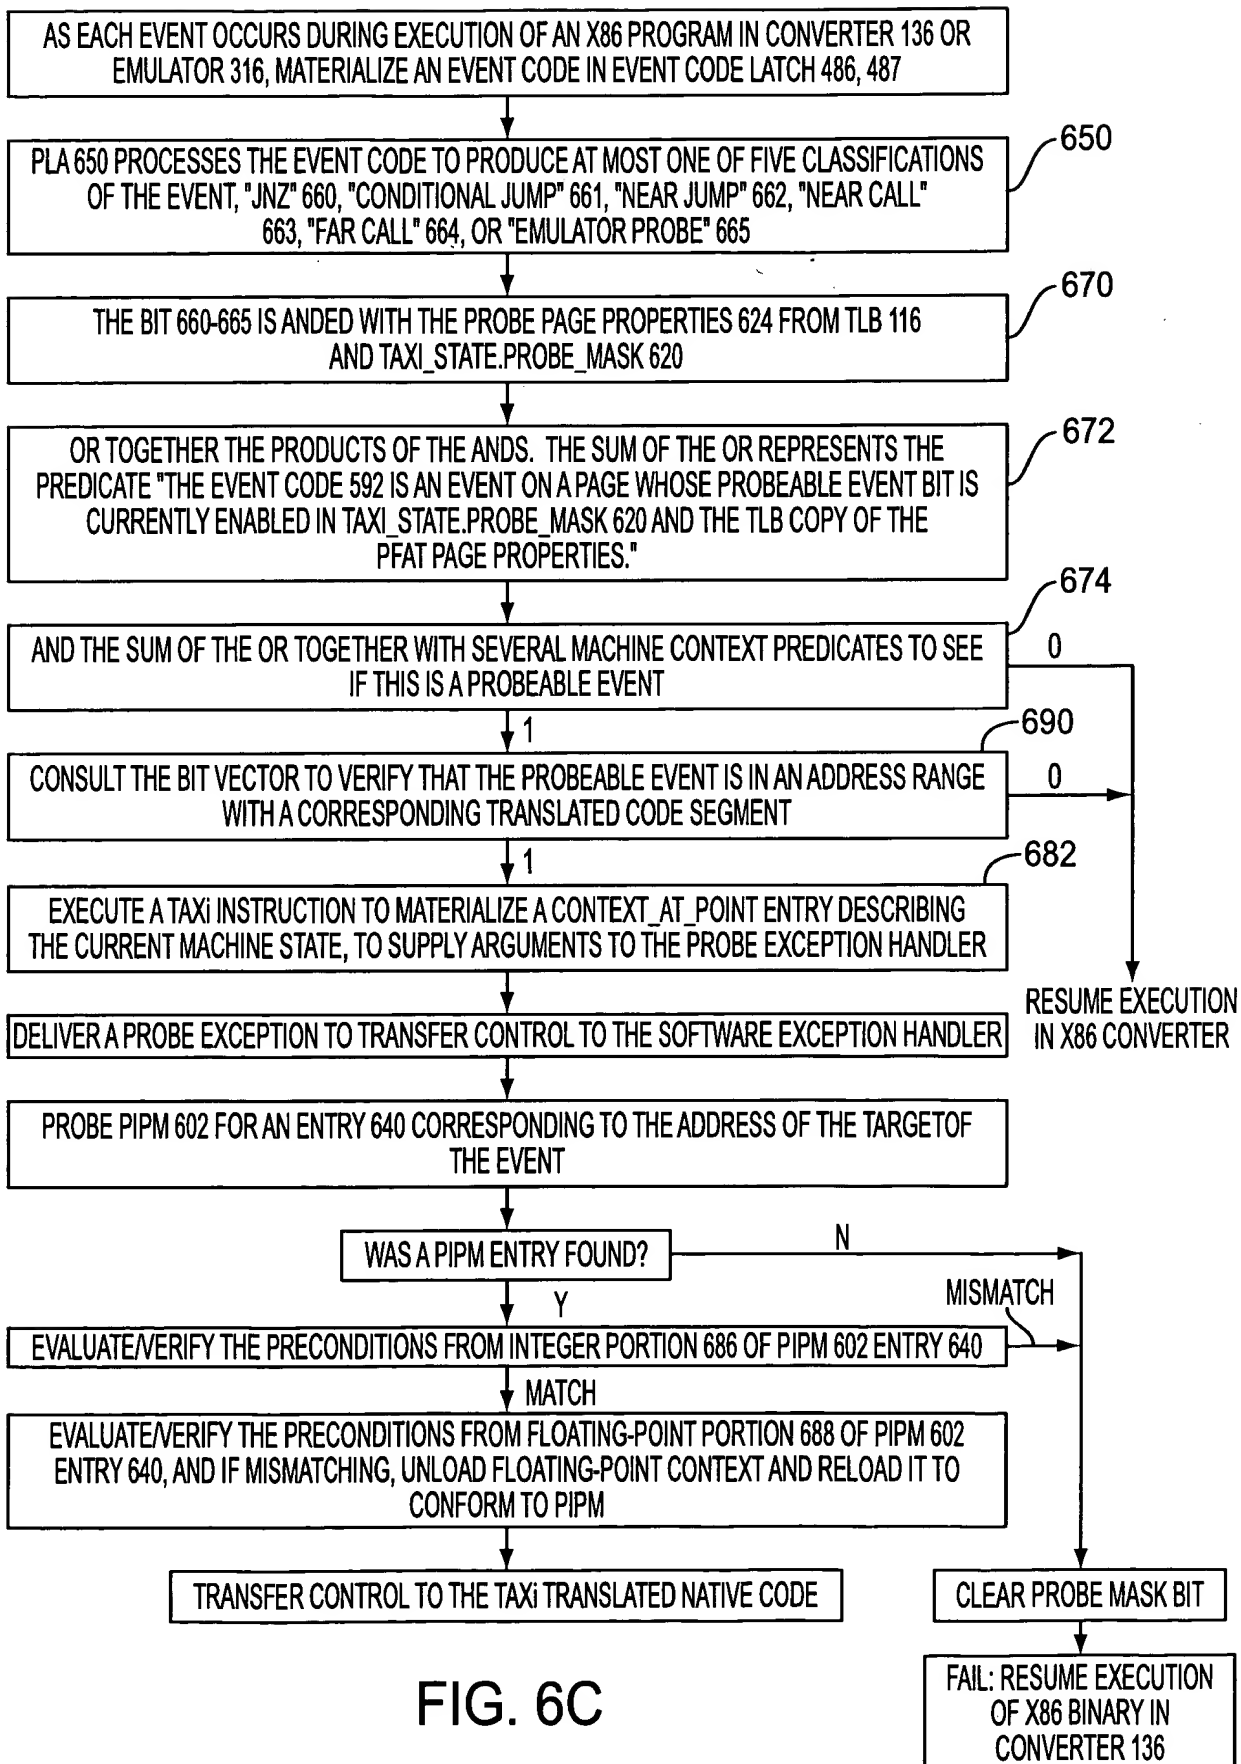 AS EACH EVENT OCCURS DURING EXECUTION OF AN X86 PROGRAM IN CONVERTER 136 OR
EMULATOR 316, MATERIALIZE AN EVENT CODE IN EVENT CODE LATCH 486, 487
650
PLA 650 PROCESSES THE EVENT CODE TO PRODUCE AT MOST ONE OF FIVE CLASSIFICATIONS
OF THE EVENT, "JNZ" 660, "CONDITIONAL JUMP" 661, "NEAR JUMP" 662, "NEAR CALL"
663, "FAR CALL" 664, OR "EMULATOR PROBE" 665
670
THE BIT 660-665 IS ANDED WITH THE PROBE PAGE PROPERTIES 624 FROM TLB 116
AND TAXI_STATE.PROBE_MASK 620
672
OR TOGETHER THE PRODUCTS OF THE ANDS. THE SUM OF THE OR REPRESENTS THE
PREDICATE "THE EVENT CODE 592 IS AN EVENT ON A PAGE WHOSE PROBEABLE EVENT BIT IS
CURRENTLY ENABLED IN TAXI_STATE.PROBE_MASK 620 AND THE TLB COPY OF THE
PFAT PAGE PROPERTIES."
674
AND THE SUM OF THE OR TOGETHER WITH SEVERAL MACHINE CONTEXT PREDICATES TO SEE
IF THIS IS A PROBEABLE EVENT
0
1
690
CONSULT THE BIT VECTOR TO VERIFY THAT THE PROBEABLE EVENT IS IN AN ADDRESS RANGE
WITH A CORRESPONDING TRANSLATED CODE SEGMENT
0
1
682
EXECUTE A TAXi INSTRUCTION TO MATERIALIZE A CONTEXT_AT_POINT ENTRY DESCRIBING
THE CURRENT MACHINE STATE, TO SUPPLY ARGUMENTS TO THE PROBE EXCEPTION HANDLER
RESUME EXECUTION
IN X86 CONVERTER
DELIVER A PROBE EXCEPTION TO TRANSFER CONTROL TO THE SOFTWARE EXCEPTION HANDLER
PROBE PIPM 602 FOR AN ENTRY 640 CORRESPONDING TO THE ADDRESS OF THE TARGETOF
THE EVENT
WAS A PIPM ENTRY FOUND?
N
Y
MISMATCH
EVALUATE/VERIFY THE PRECONDITIONS FROM INTEGER PORTION 686 OF PIPM 602 ENTRY 640
MATCH
EVALUATE/VERIFY THE PRECONDITIONS FROM FLOATING-POINT PORTION 688 OF PIPM 602
ENTRY 640, AND IF MISMATCHING, UNLOAD FLOATING-POINT CONTEXT AND RELOAD IT TO
CONFORM TO PIPM
TRANSFER CONTROL TO THE TAXi TRANSLATED NATIVE CODE
CLEAR PROBE MASK BIT
FAIL: RESUME EXECUTION
OF X86 BINARY IN
CONVERTER 136
FIG. 6C